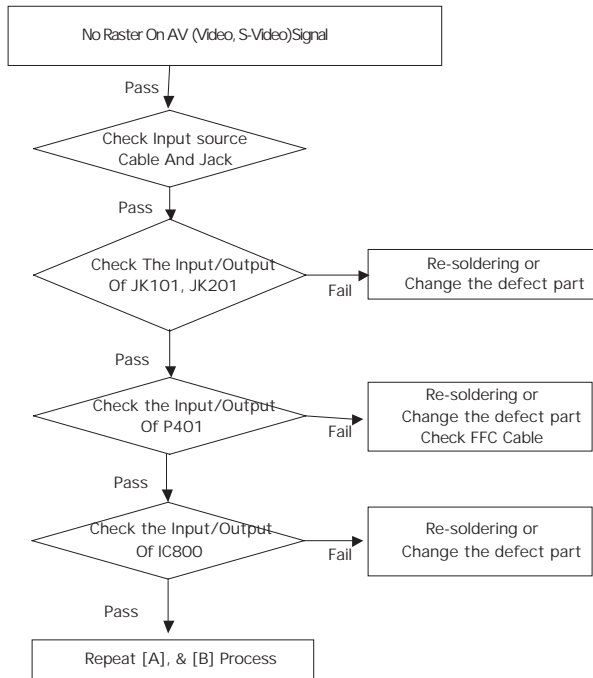 No Raster On AV (Video, S-Video)Signal
Pass
Check Input source
Cable And Jack
Pass
Check The Input/Output
Of JK101, JK201
Fail
Re-soldering or
Change the defect part
Pass
Check the Input/Output
Of P401
Fail
Re-soldering or
Change the defect part
Check FFC Cable
Pass
Check the Input/Output
Of IC800
Fail
Re-soldering or
Change the defect part
Pass
Repeat [A], & [B] Process